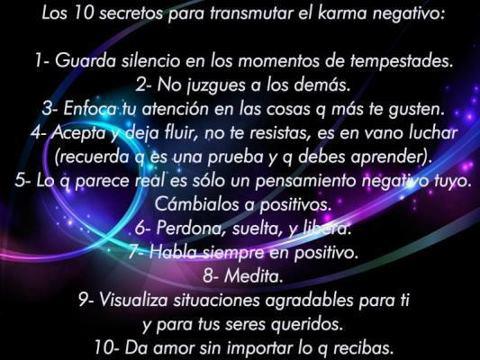 Los 10 secretos para transmutar el karma negativo:
1- Guarda silencio en los momentos de tempestades.
2- No juzgues a los demás.
3- Enfoca tu atención en las cosas q más te gusten.
4- Acepta y deja fluir, no te resistas, es en vano luchar
(recuerda q es una prueba y q debes aprender).
5- Lo q parece real es sólo un pensamiento negativo tuyo.
Cámbialos a positivos.
6- Perdona, suelta, y libera.
7- Habla siempre en positivo.
8- Medita.
9- Visualiza situaciones agradables para ti
y para tus seres queridos.
10- Da amor sin importar lo q recibas.